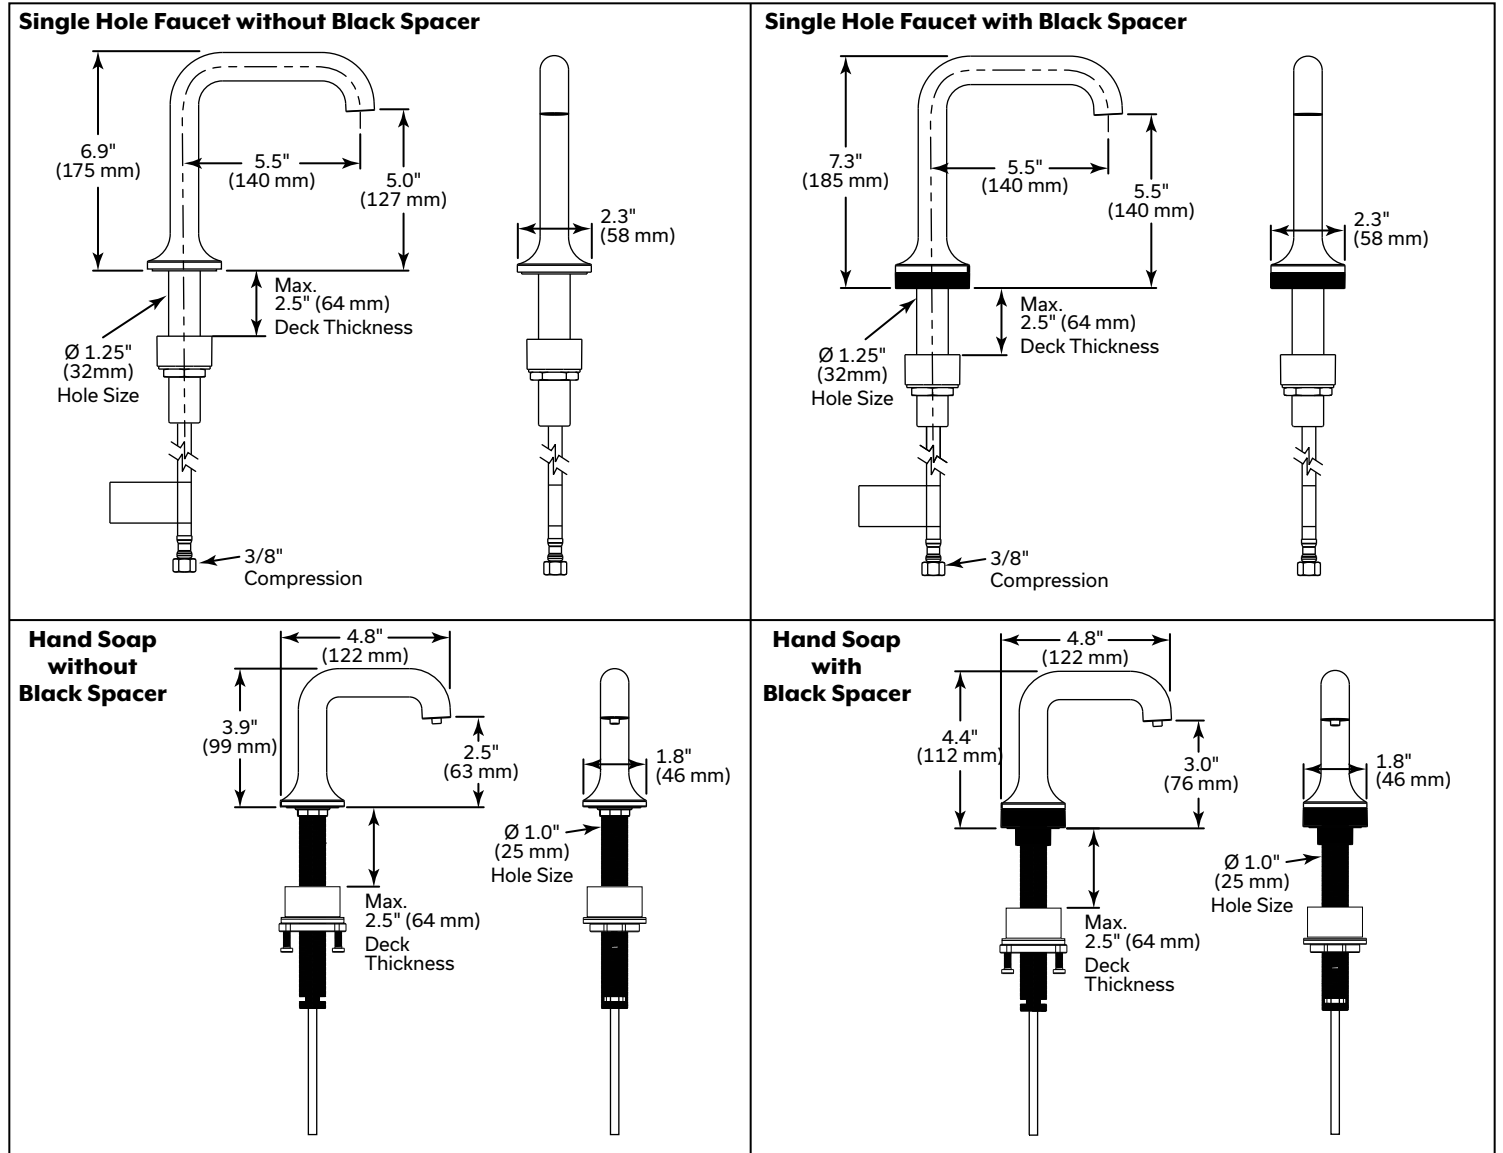 Single Hole Faucet without Black Spacer
6.9"
(175 mm)
5.5"
(140 mm)
5.0"
(127 mm)
2.3"
(58 mm)
Max.
2.5" (64 mm)
Deck Thickness
Ø 1.25"
(32mm)
Hole Size
3/8"
Compression
Single Hole Faucet with Black Spacer
7.3"
(185 mm)
5.5"
(140 mm)
5.5"
(140 mm)
2.3"
(58 mm)
Max.
2.5" (64 mm)
Deck Thickness
Ø 1.25"
(32mm)
Hole Size
3/8"
Compression
Hand Soap
without
Black Spacer
4.8"
(122 mm)
3.9"
(99 mm)
2.5"
(63 mm)
1.8"
(46 mm)
Ø 1.0"
(25 mm)
Hole Size
Max.
2.5" (64 mm)
Deck
Thickness
Hand Soap
with
Black Spacer
4.8"
(122 mm)
4.4"
(112 mm)
3.0"
(76 mm)
1.8"
(46 mm)
Ø 1.0"
(25 mm)
Hole Size
Max.
2.5" (64 mm)
Deck
Thickness